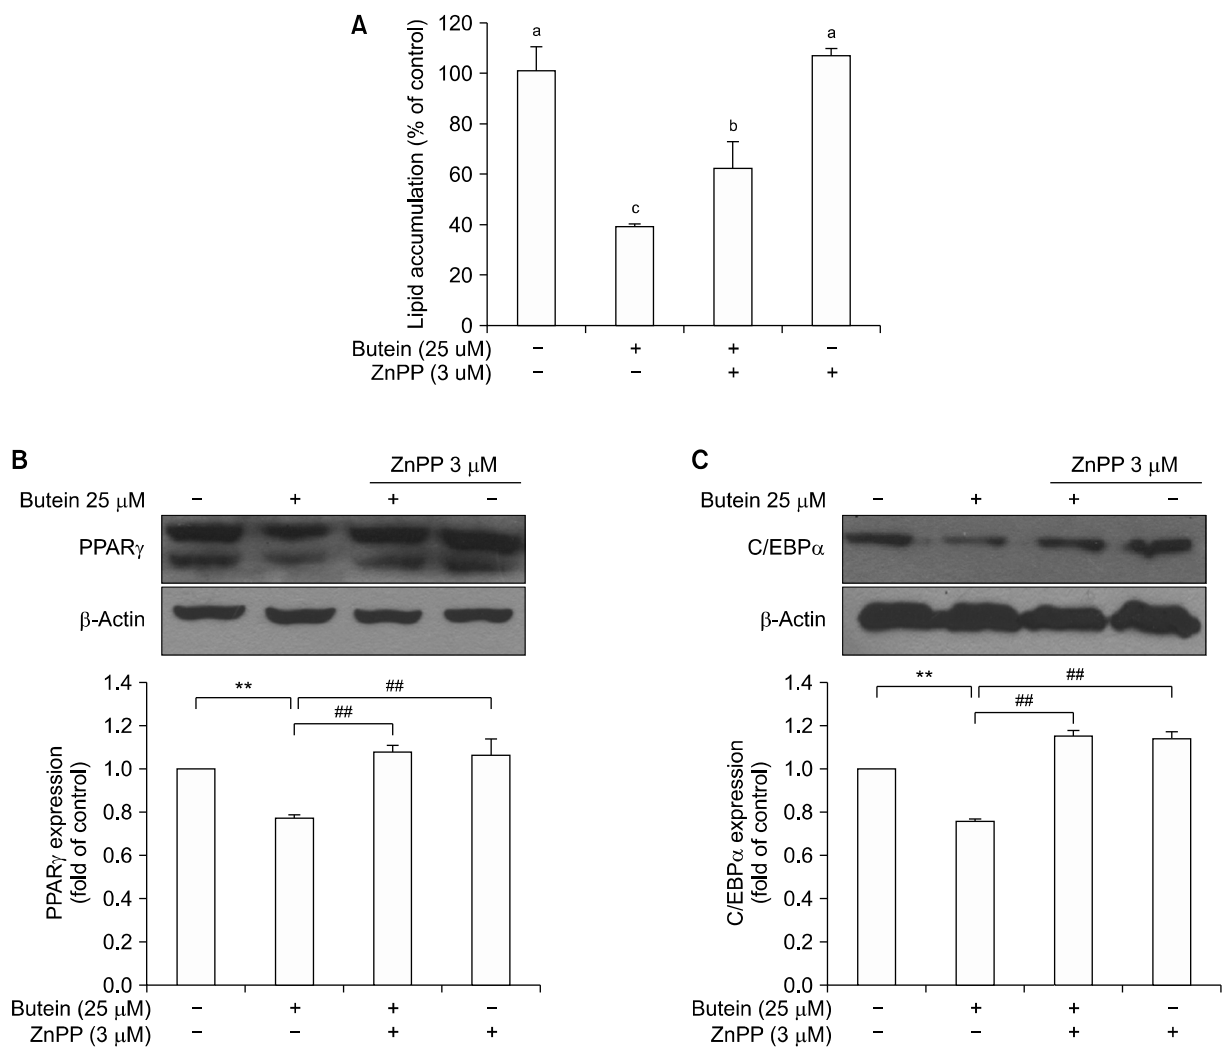 A
120
100
80
60
40
20
0
Lipid accumulation (% of control)
a
c
b
a
Butein (25 uM) − + + −
ZnPP (3 uM) − − + +
B
ZnPP 3 μM
Butein 25 μM − + + −
PPARγ
β-Actin
1.4
1.2
1.0
0.8
0.6
0.4
0.2
0.0
PPARγ expression
(fold of control)
**
##
##
Butein (25 μM) − + + −
ZnPP (3 μM) − − + +
C
ZnPP 3 μM
Butein 25 μM − + + −
C/EBPα
β-Actin
1.4
1.2
1.0
0.8
0.6
0.4
0.2
0.0
C/EBPα expression
(fold of control)
**
##
##
Butein (25 μM) − + + −
ZnPP (3 μM) − − + +